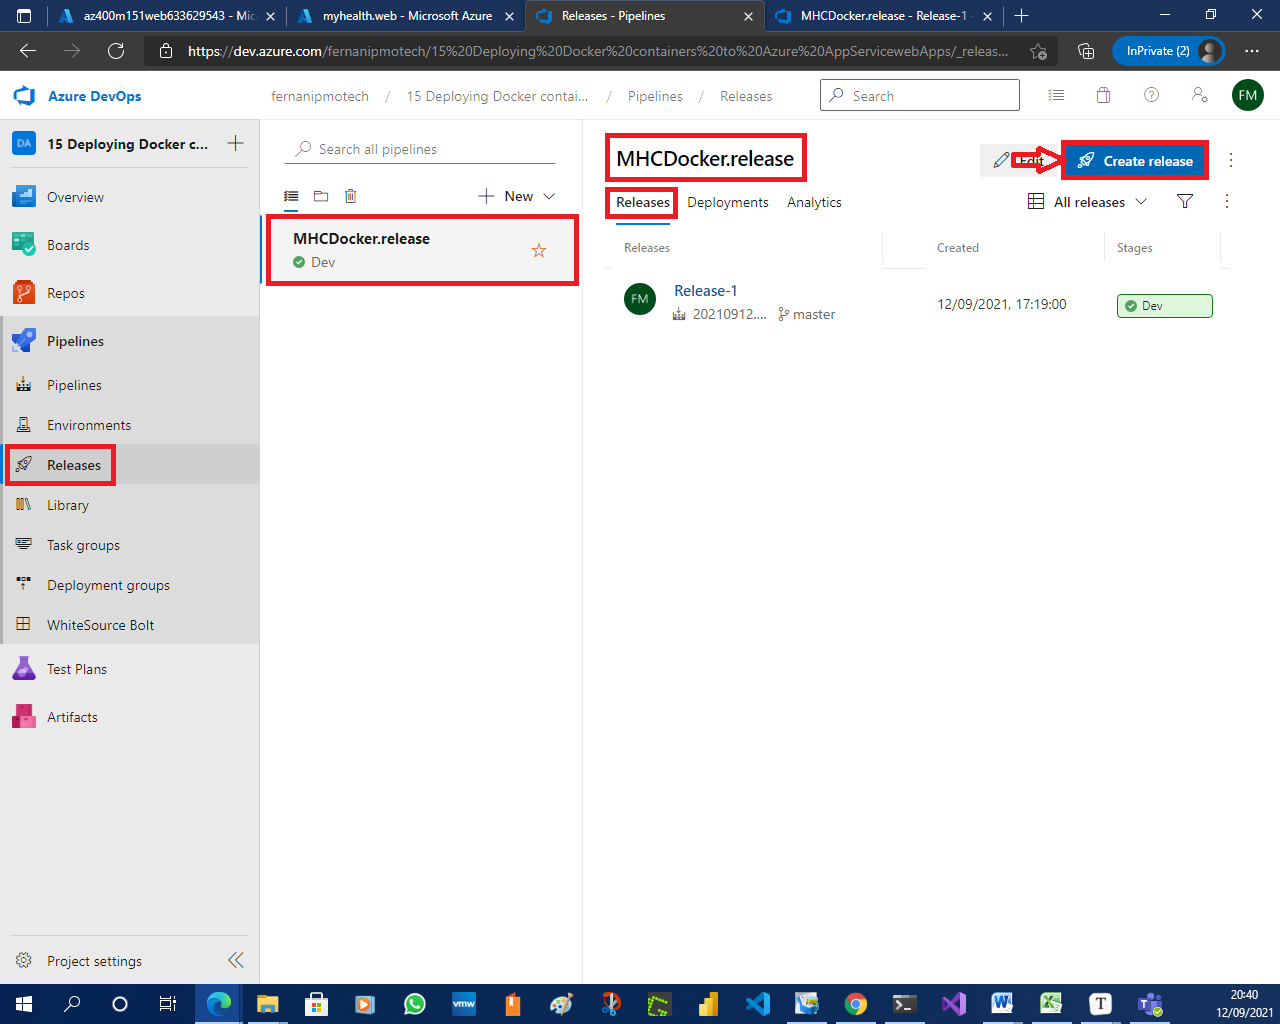 az400m151web633629543 - Mic
myhealth.web - Microsoft Azure
Releases - Pipelines
MHCDocker.release - Release-1 -
https://dev.azure.com/fernanipmotech/15%20Deploying%20Docker%20containers%20to%20Azure%20AppServicewebApps/_releas...
InPrivate (2)
Azure DevOps
fernanipmotech / 15 Deploying Docker contai... / Pipelines / Releases
Search
FM
DA
15 Deploying Docker c...
Overview
Boards
Repos
Pipelines
Pipelines
Environments
Releases
Library
Task groups
Deployment groups
WhiteSource Bolt
Test Plans
Artifacts
Project settings
Search all pipelines
New
MHCDocker.release
Dev
MHCDocker.release
Edit
Create release
Releases Deployments Analytics
All releases
Releases Created Stages
FM
Release-1
20210912.... master
12/09/2021, 17:19:00
Dev
vmw
T
20:40
12/09/2021